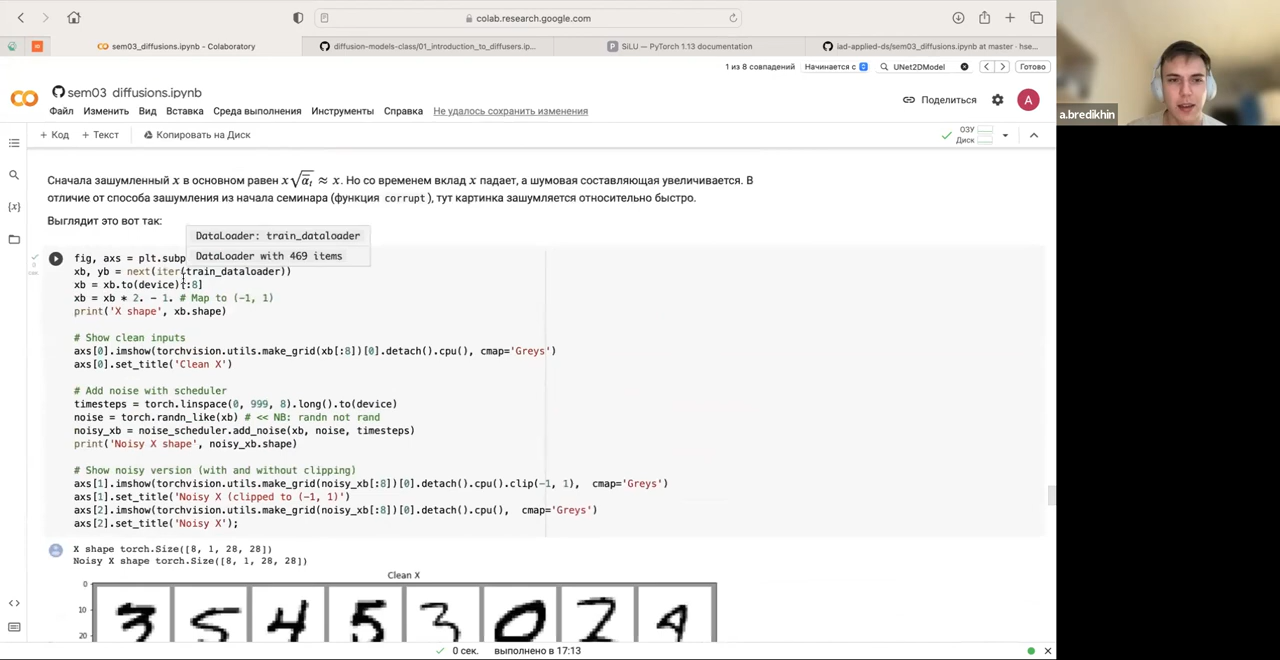 colab.research.google.com
sem03_diffusions.ipynb - Colaboratory
diffusion-models-class/01_introduction_to_diffusers.ip...
SiLU — PyTorch 1.13 documentation
iad-applied-ds/sem03_diffusions.ipynb at master · hse...
1 из 8 совпадений
Начинается с
UNet2DModel
Готово
sem03_diffusions.ipynb
Файл Изменить Вид Вставка Среда выполнения Инструменты Справка Не удалось сохранить изменения
Поделиться
A
a.bredikhin
+ Код + Текст Копировать на Диск
ОЗУ
Диск
Сначала зашумленный x в основном равен x√ᾱₜ ≈ x. Но со временем вклад x падает, а шумовая составляющая увеличивается. В
отличие от способа зашумления из начала семинара (функция corrupt), тут картинка зашумляется относительно быстро.
Выглядит это вот так:
DataLoader: train_dataloader
DataLoader with 469 items
fig, axs = plt.subp
xb, yb = next(iter(train_dataloader))
xb = xb.to(device)[:8]
xb = xb * 2. - 1. # Map to (-1, 1)
print('X shape', xb.shape)
# Show clean inputs
axs[0].imshow(torchvision.utils.make_grid(xb[:8])[0].detach().cpu(), cmap='Greys')
axs[0].set_title('Clean X')
# Add noise with scheduler
timesteps = torch.linspace(0, 999, 8).long().to(device)
noise = torch.randn_like(xb) # << NB: randn not rand
noisy_xb = noise_scheduler.add_noise(xb, noise, timesteps)
print('Noisy X shape', noisy_xb.shape)
# Show noisy version (with and without clipping)
axs[1].imshow(torchvision.utils.make_grid(noisy_xb[:8])[0].detach().cpu().clip(-1, 1), cmap='Greys')
axs[1].set_title('Noisy X (clipped to (-1, 1)')
axs[2].imshow(torchvision.utils.make_grid(noisy_xb[:8])[0].detach().cpu(), cmap='Greys')
axs[2].set_title('Noisy X');
X shape torch.Size([8, 1, 28, 28])
Noisy X shape torch.Size([8, 1, 28, 28])
Clean X
0
10
20
3 5 4 5 3 0 2 9
0 сек. выполнено в 17:13